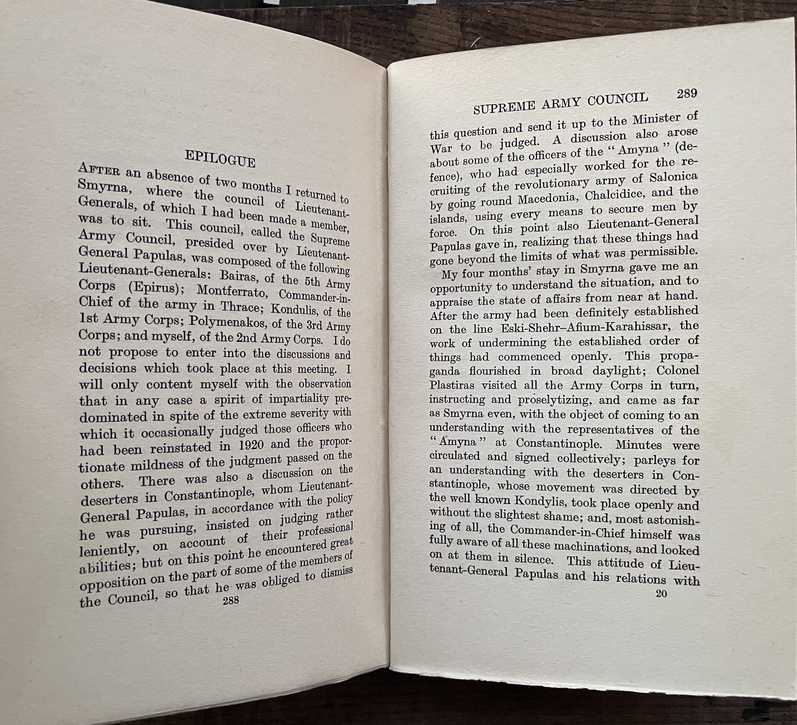 EPILOGUE
AFTER an absence of two months I returned to
Smyrna, where the council of Lieutenant-
Generals, of which I had been made a member,
was to sit. This council, called the Supreme
Army Council, presided over by Lieutenant-
General Papulas, was composed of the following
Lieutenant-Generals: Bairas, of the 5th Army
Corps (Epirus); Montferrato, Commander-in-
Chief of the army in Thrace; Kondulis, of the
1st Army Corps; Polymenakos, of the 3rd Army
Corps; and myself, of the 2nd Army Corps. I do
not propose to enter into the discussions and
decisions which took place at this meeting. I
will only content myself with the observation
that in any case a spirit of impartiality pre-
dominated in spite of the extreme severity with
which it occasionally judged those officers who
had been reinstated in 1920 and the propor-
tionate mildness of the judgment passed on the
others. There was also a discussion on the
deserters in Constantinople, whom Lieutenant-
General Papulas, in accordance with the policy
he was pursuing, insisted on judging rather
leniently, on account of their professional
abilities; but on this point he encountered great
opposition on the part of some of the members of
the Council, so that he was obliged to dismiss
288
SUPREME ARMY COUNCIL 289
this question and send it up to the Minister of
War to be judged. A discussion also arose
about some of the officers of the "Amyna" (de-
fence), who had especially worked for the re-
cruiting of the revolutionary army of Salonica
by going round Macedonia, Chalcidice, and the
islands, using every means to secure men by
force. On this point also Lieutenant-General
Papulas gave in, realizing that these things had
gone beyond the limits of what was permissible.
My four months' stay in Smyrna gave me an
opportunity to understand the situation, and to
appraise the state of affairs from near at hand.
After the army had been definitely established
on the line Eski-Shehr–Afium-Karahissar, the
work of undermining the established order of
things had commenced openly. This propa-
ganda flourished in broad daylight; Colonel
Plastiras visited all the Army Corps in turn,
instructing and proselytizing, and came as far
as Smyrna even, with the object of coming to an
understanding with the representatives of the
"Amyna" at Constantinople. Minutes were
circulated and signed collectively; parleys for
an understanding with the deserters in Con-
stantinople, whose movement was directed by
the well known Kondylis, took place openly and
without the slightest shame; and, most astonish-
ing of all, the Commander-in-Chief himself was
fully aware of all these machinations, and looked
on at them in silence. This attitude of Lieu-
tenant-General Papulas and his relations with
20